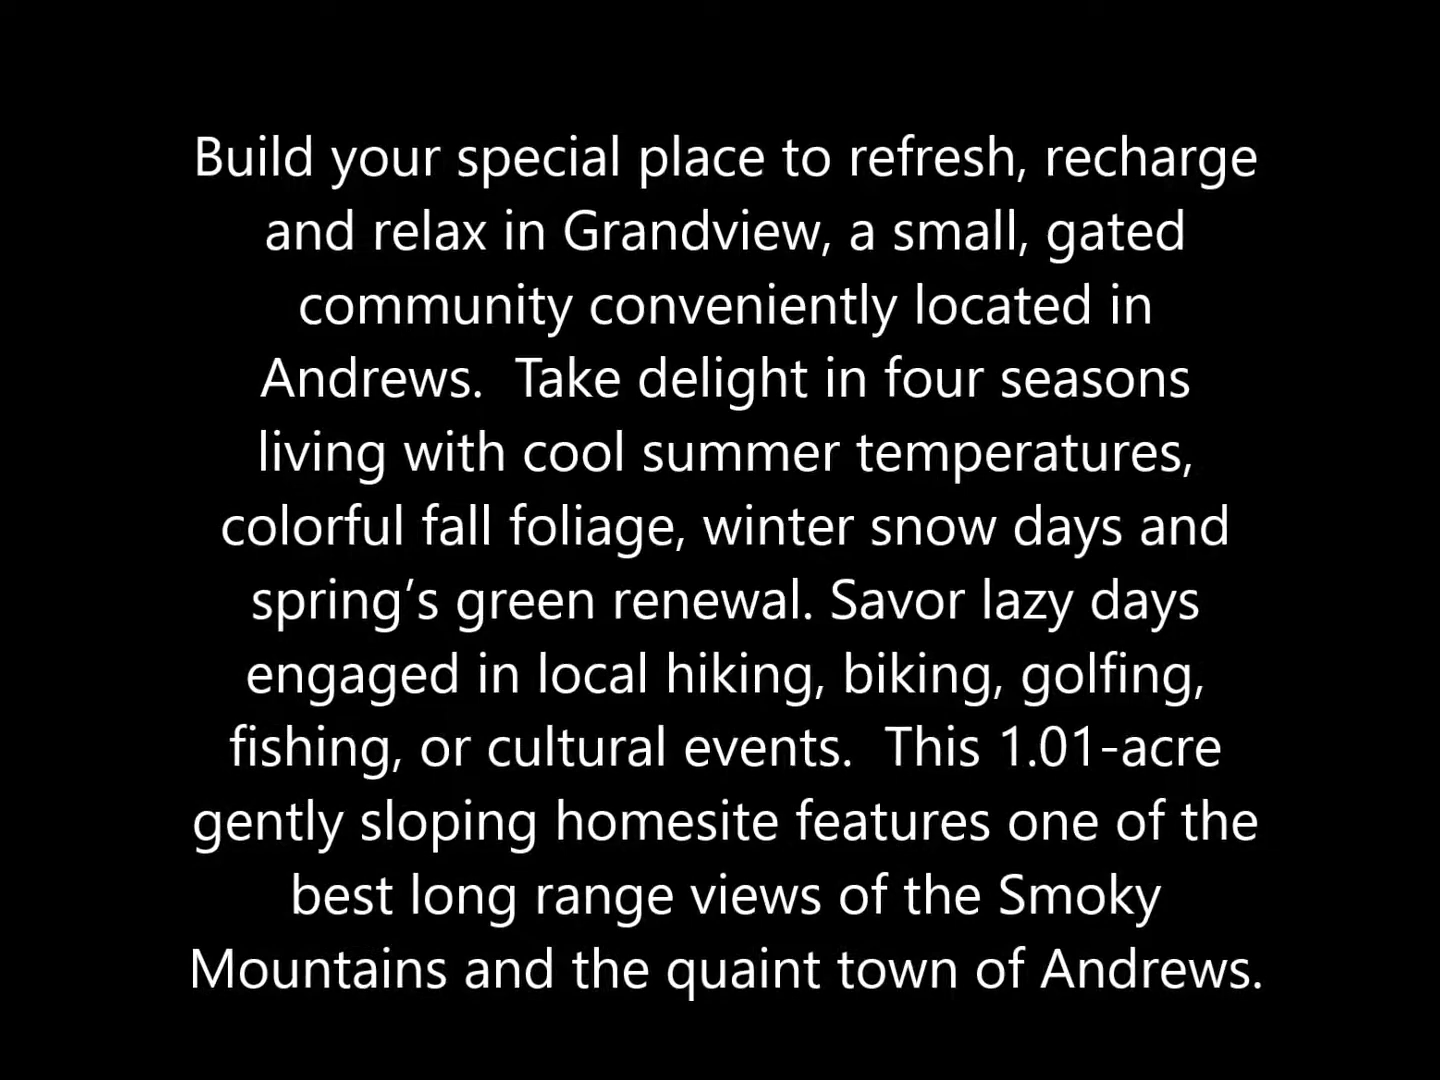 Build your special place to refresh, recharge
and relax in Grandview, a small, gated
community conveniently located in
Andrews.  Take delight in four seasons
living with cool summer temperatures,
colorful fall foliage, winter snow days and
spring’s green renewal. Savor lazy days
engaged in local hiking, biking, golfing,
fishing, or cultural events.  This 1.01-acre
gently sloping homesite features one of the
best long range views of the Smoky
Mountains and the quaint town of Andrews.